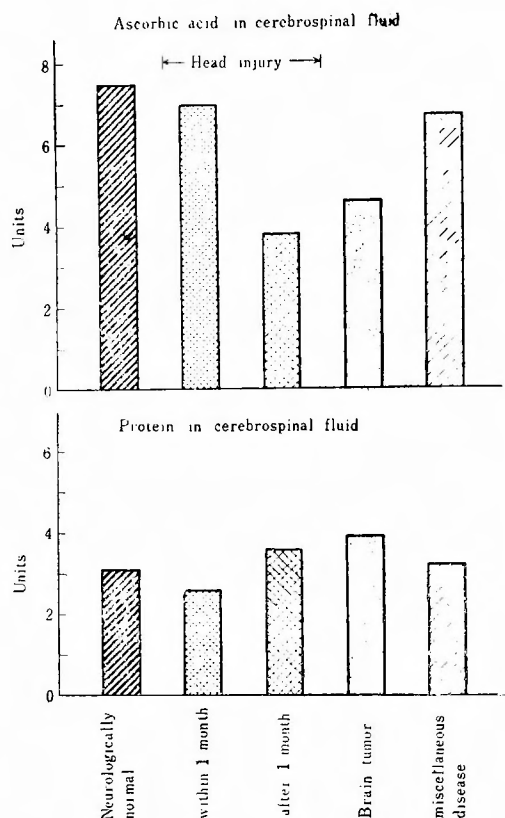 Ascorbic acid in cerebrospinal fluid
Head injury
8
6
4
2
0
Units
Protein in cerebrospinal fluid
6
4
2
0
Units
Neurologically
normal
within 1 month
after 1 month
Brain tumor
miscellaneous
disease